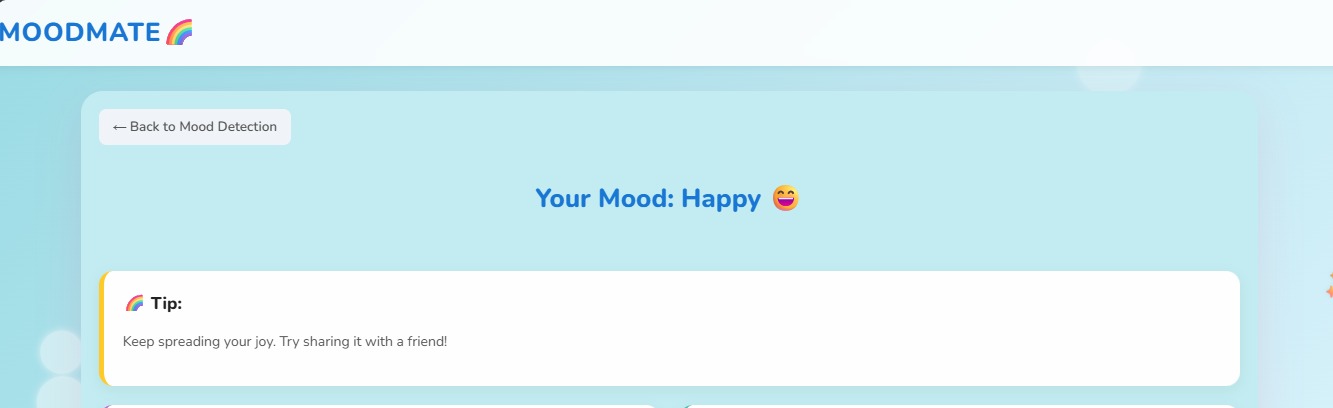 MOODMATE🌈
← Back to Mood Detection
Your Mood: Happy 😄
🌈 Tip:
Keep spreading your joy. Try sharing it with a friend!